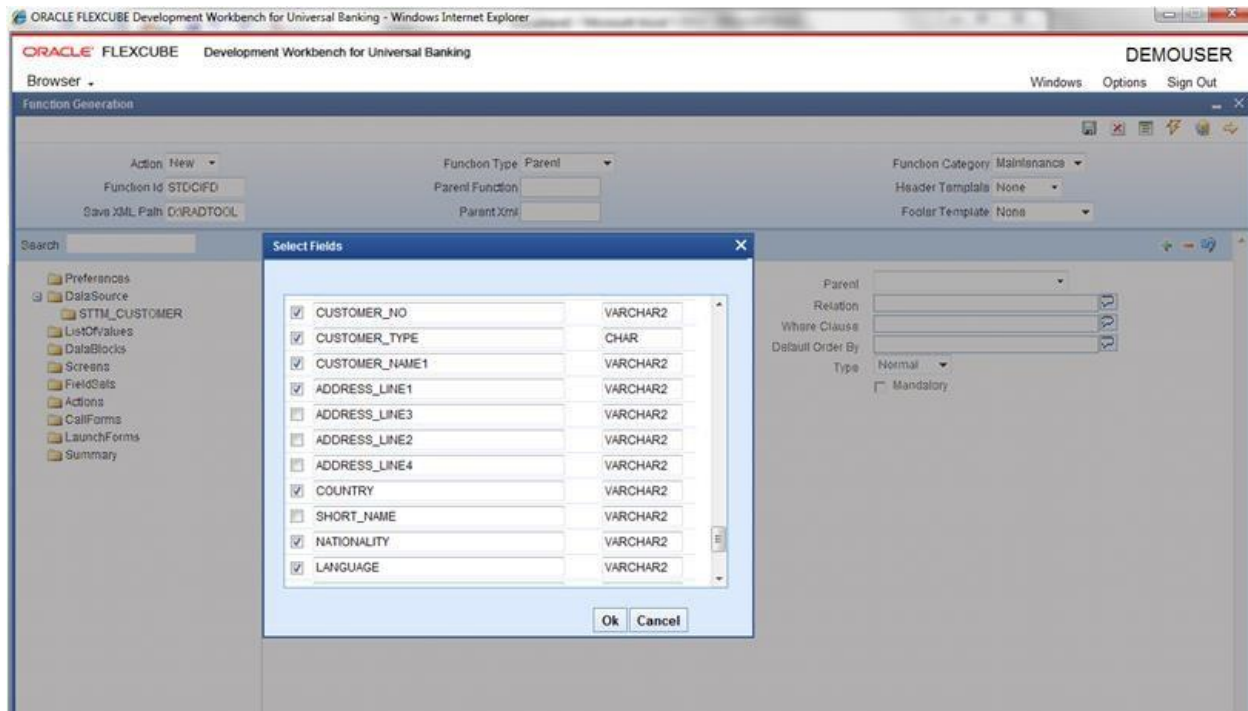 ORACLE FLEXCUBE Development Workbench for Universal Banking - Windows Internet Explorer
ORACLE FLEXCUBE Development Workbench for Universal Banking DEMOUSER
Browser Windows Options Sign Out
Function Generation
Action New Function Type Parent Function Category Maintenance
Function Id STDCIFD Parent Function Header Template None
Save XML Path D:\RADTOOL Parent Xml Footer Template None
Search Select Fields
Preferences Parent
DataSource Relation
STTM_CUSTOMER Where Clause
ListOfValues Default Order By
DataBlocks Type Normal
Screens Mandatory
FieldSets
Actions
CallForms
LaunchForms
Summary
CUSTOMER_NO VARCHAR2
CUSTOMER_TYPE CHAR
CUSTOMER_NAME1 VARCHAR2
ADDRESS_LINE1 VARCHAR2
ADDRESS_LINE3 VARCHAR2
ADDRESS_LINE2 VARCHAR2
ADDRESS_LINE4 VARCHAR2
COUNTRY VARCHAR2
SHORT_NAME VARCHAR2
NATIONALITY VARCHAR2
LANGUAGE VARCHAR2
Ok Cancel